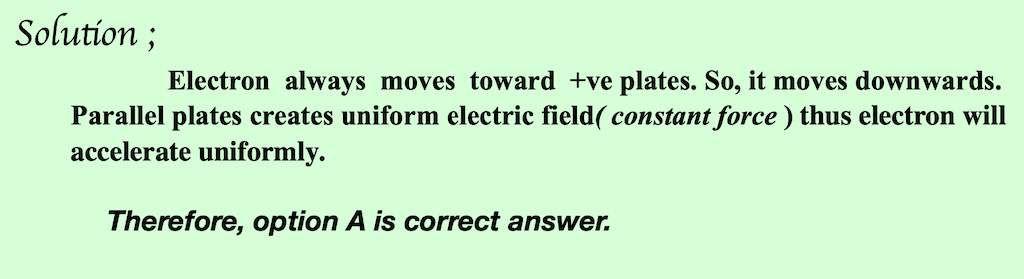 Solution ;
Electron always moves toward +ve plates. So, it moves downwards.
Parallel plates creates uniform electric field( constant force ) thus electron will
accelerate uniformly.
Therefore, option A is correct answer.